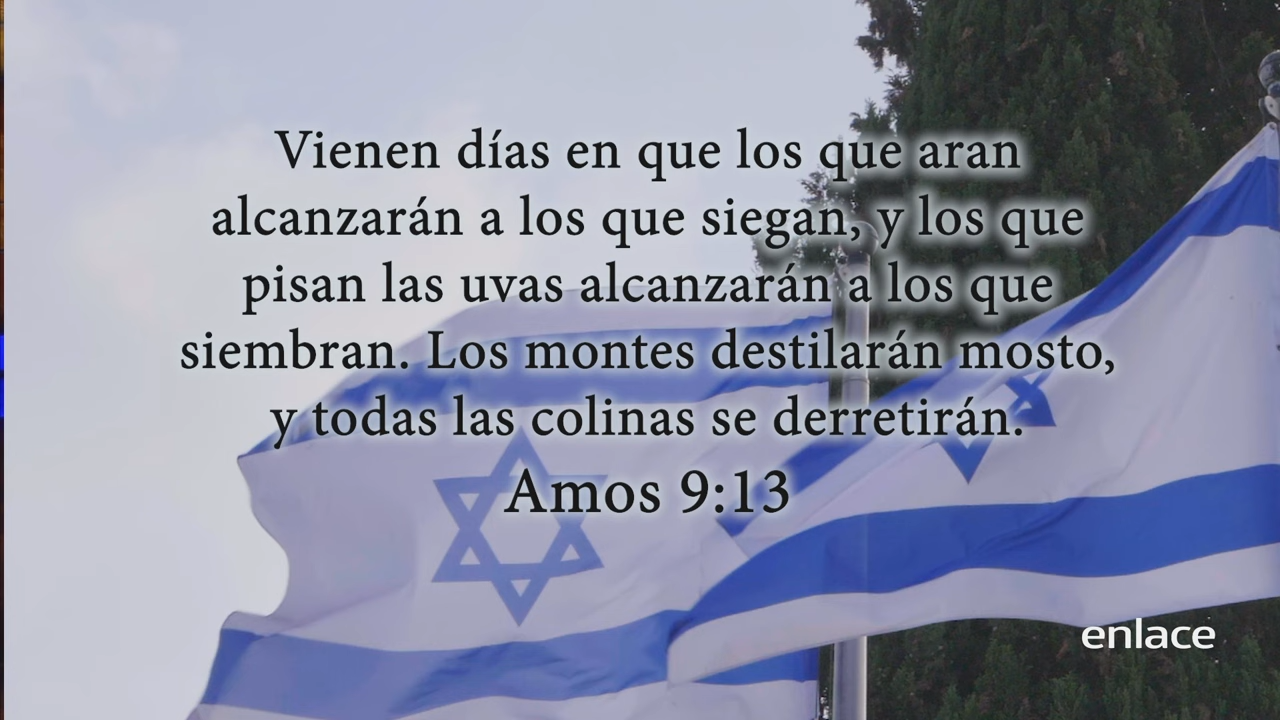 Vienen días en que los que aran
alcanzarán a los que siegan, y los que
pisan las uvas alcanzarán a los que
siembran. Los montes destilarán mosto,
y todas las colinas se derretirán.
Amos 9:13
enlace